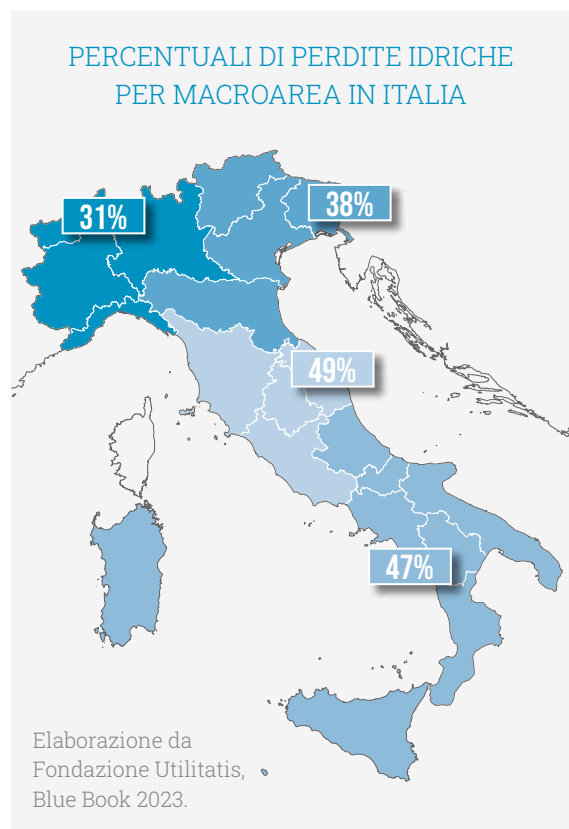 PERCENTUALI DI PERDITE IDRICHE
PER MACROAREA IN ITALIA
31%
38%
49%
47%
Elaborazione da
Fondazione Utilitatis,
Blue Book 2023.